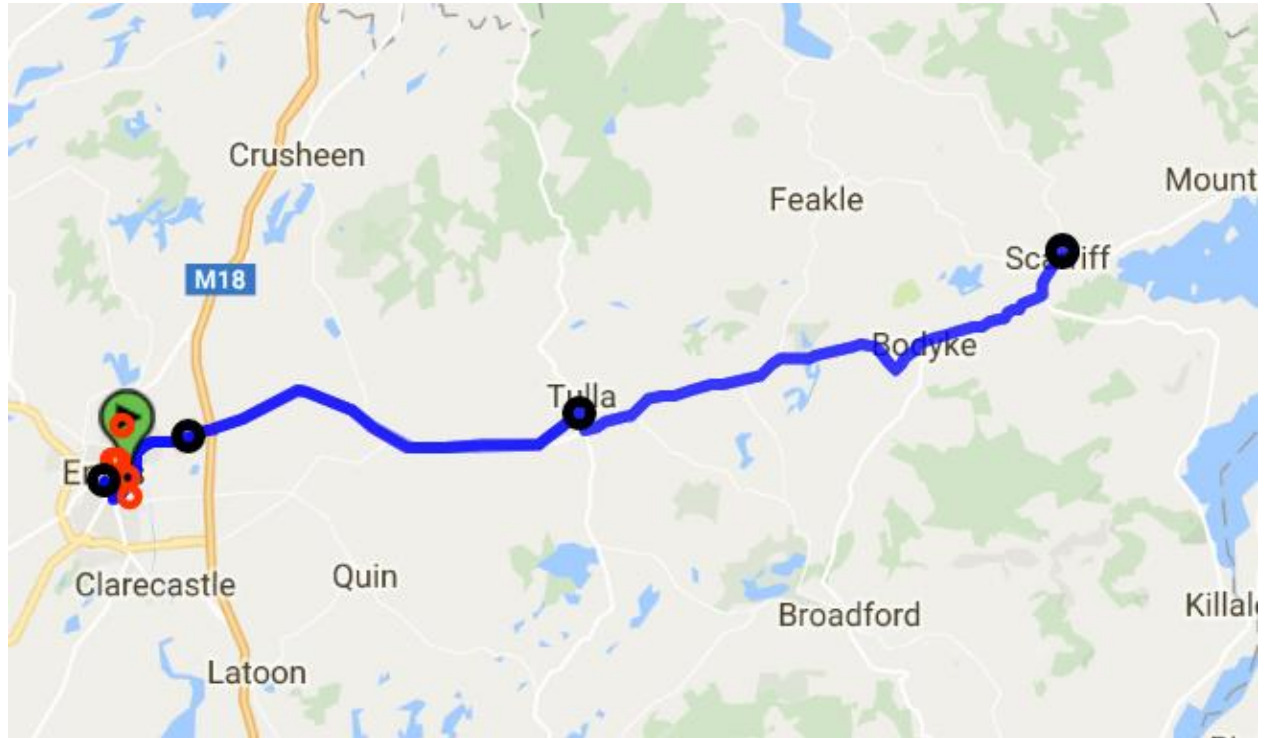 Crusheen
Mount
Feakle
M18
Bodyke
Tulla
Quin
Clarecastle
Broadford
Latoon